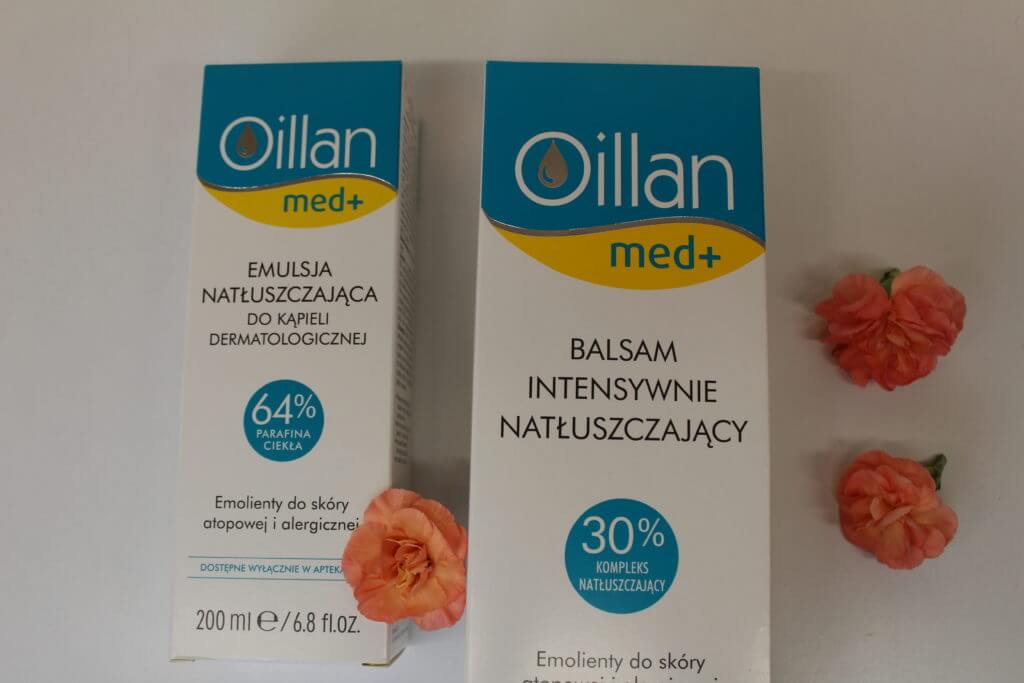 Oillan
med+
EMULSJA
NATŁUSZCZAJĄCA
DO KĄPIELI
DERMATOLOGICZNEJ
64%
PARAFINA
CIEKŁA
Emolienty do skóry
atopowej i alergicznej
DOSTĘPNE WYŁĄCZNIE W
200 ml ℮/6.8 fl.oz.
Oillan
med+
BALSAM
INTENSYWNIE
NATŁUSZCZAJĄCY
30%
KOMPLEKS
NATŁUSZCZAJĄCY
Emolienty do skóry
atopowej i